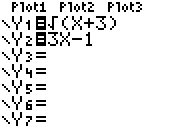 Plot1 Plot2 Plot3
\Y1=√(X+3)
\Y2=3X-1
\Y3=
\Y4=
\Y5=
\Y6=
\Y7=